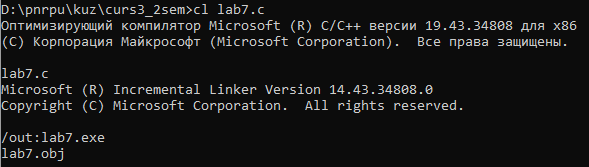 D:\pnrpu\kuz\curs3_2sem>cl lab7.c
Оптимизирующий компилятор Microsoft (R) C/C++ версии 19.43.34808 для x86
(C) Корпорация Майкрософт (Microsoft Corporation).  Все права защищены.

lab7.c
Microsoft (R) Incremental Linker Version 14.43.34808.0
Copyright (C) Microsoft Corporation.  All rights reserved.

/out:lab7.exe
lab7.obj